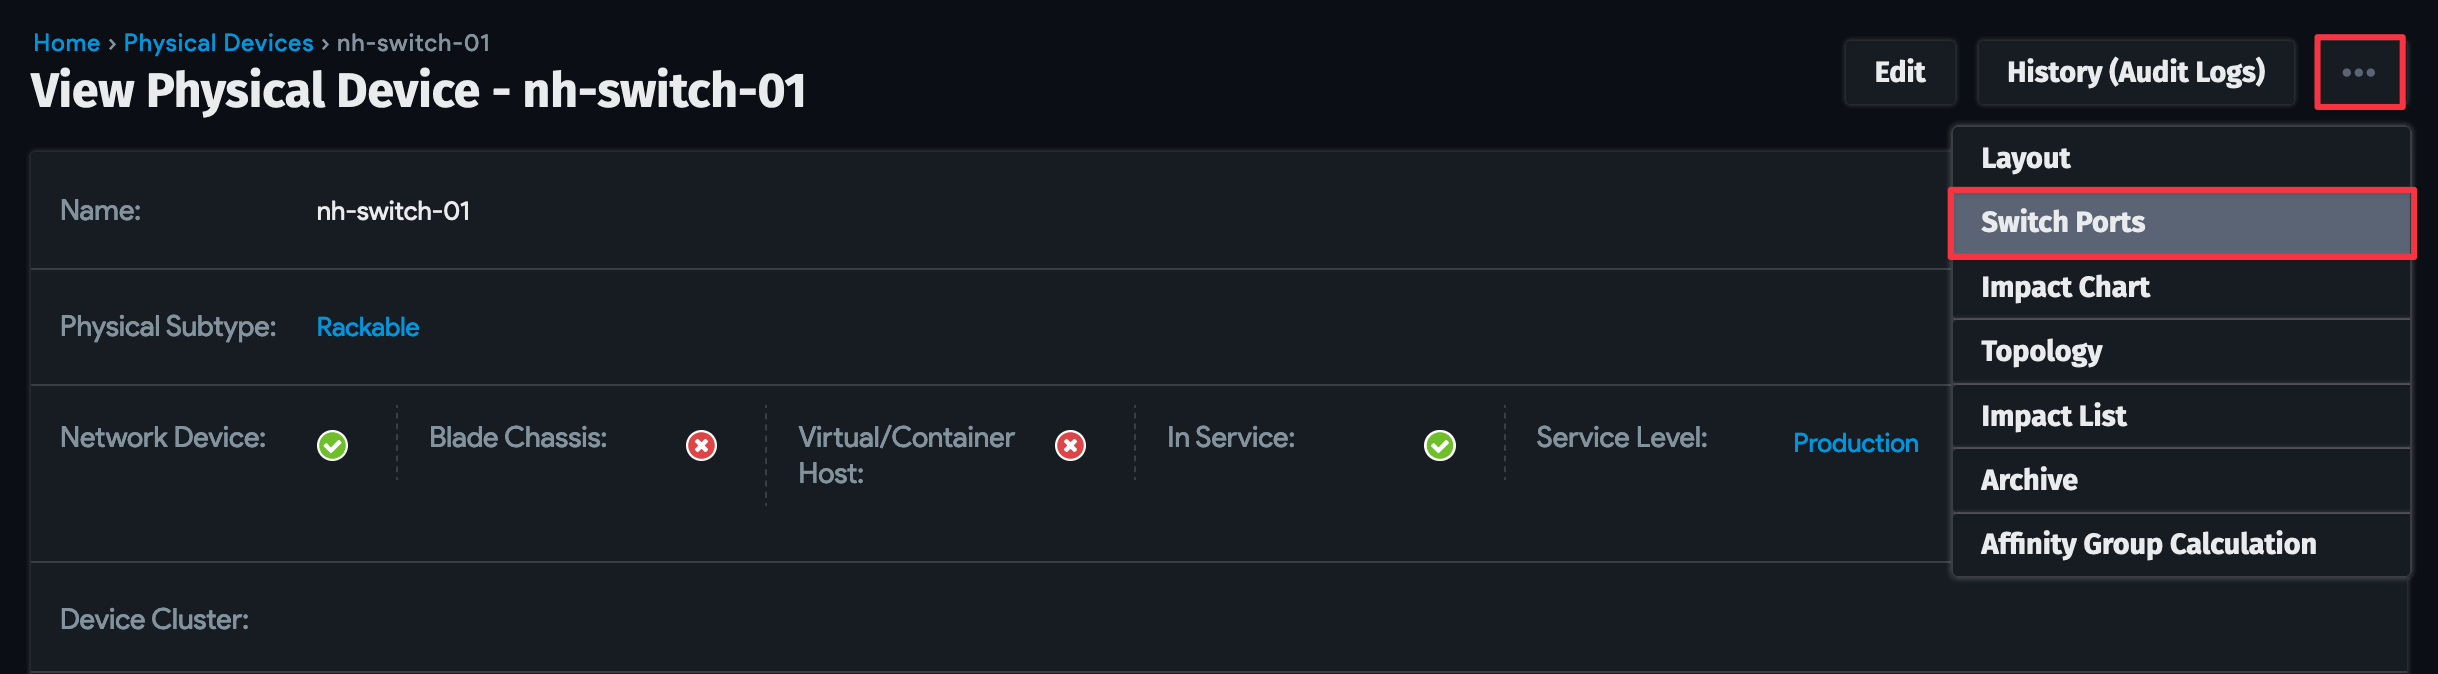 Home › Physical Devices › nh-switch-01
View Physical Device - nh-switch-01
Edit
History (Audit Logs)
•••
Layout
Switch Ports
Impact Chart
Topology
Impact List
Archive
Affinity Group Calculation
Name: nh-switch-01
Physical Subtype: Rackable
Network Device:
Blade Chassis:
Virtual/Container
Host:
In Service:
Service Level: Production
Device Cluster: